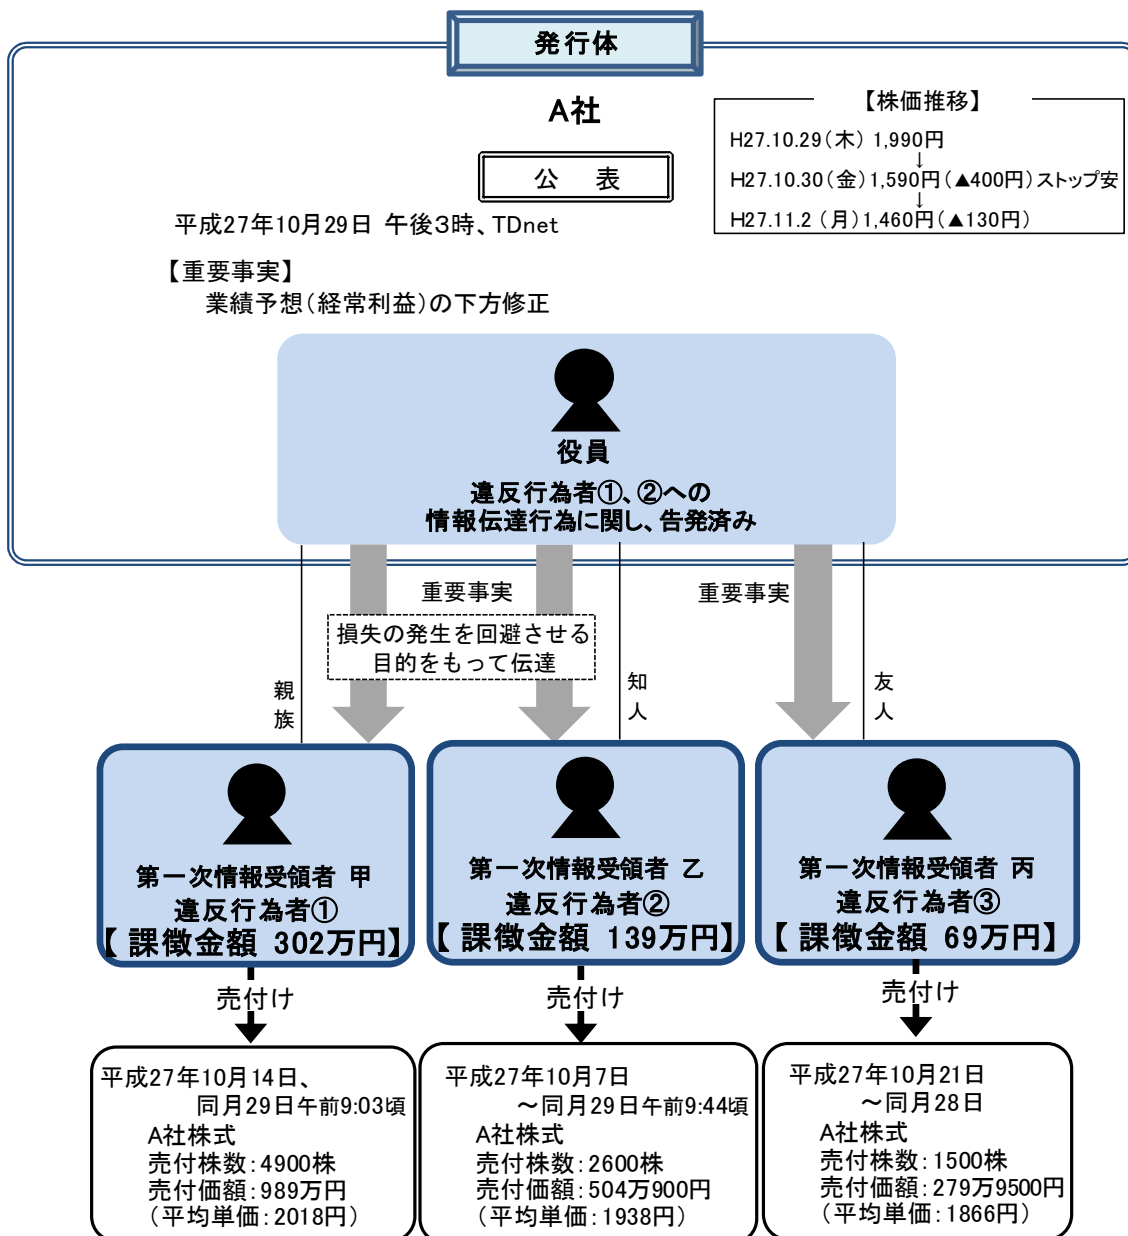 発行体
A社
【株価推移】
H27.10.29(木) 1,990円
↓
H27.10.30(金)1,590円(▲400円)ストップ安
↓
H27.11.2 (月)1,460円(▲130円)
公 表
平成27年10月29日 午後3時、TDnet
【重要事実】
業績予想(経常利益)の下方修正
役員
違反行為者①、②への
情報伝達行為に関し、告発済み
重要事実
重要事実
損失の発生を回避させる
目的をもって伝達
親族
知人
友人
第一次情報受領者 甲
違反行為者①
【 課徴金額 302万円】
第一次情報受領者 乙
違反行為者②
【 課徴金額 139万円】
第一次情報受領者 丙
違反行為者③
【 課徴金額 69万円】
売付け
売付け
売付け
平成27年10月14日、
同月29日午前9:03頃
A社株式
売付株数:4900株
売付価額:989万円
(平均単価:2018円)
平成27年10月7日
~同月29日午前9:44頃
A社株式
売付株数:2600株
売付価額:504万900円
(平均単価:1938円)
平成27年10月21日
~同月28日
A社株式
売付株数:1500株
売付価額:279万9500円
(平均単価:1866円)